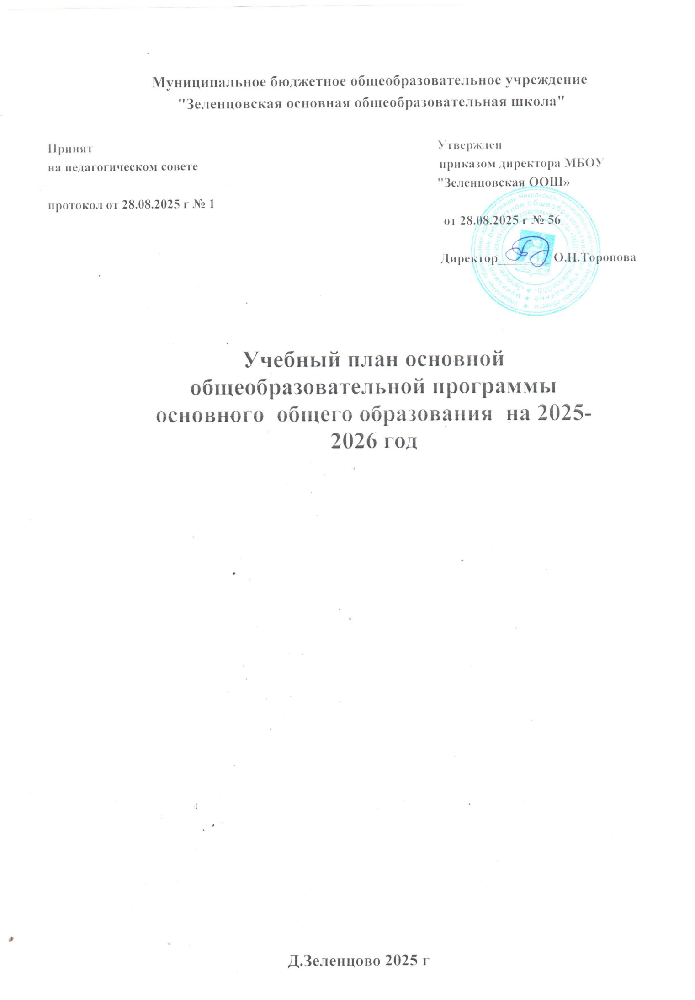 Муниципальное бюджетное общеобразовательное учреждение
"Зеленцовская основная общеобразовательная школа"
Принят
на педагогическом совете
протокол от 28.08.2025 г № 1
Утвержден
приказом директора МБОУ
"Зеленцовская ООШ»
от 28.08.2025 г № 56
Директор_________ О.Н.Торопова
Учебный план основной
общеобразовательной программы
основного общего образования на 2025-
2026 год
Д.Зеленцово 2025 г